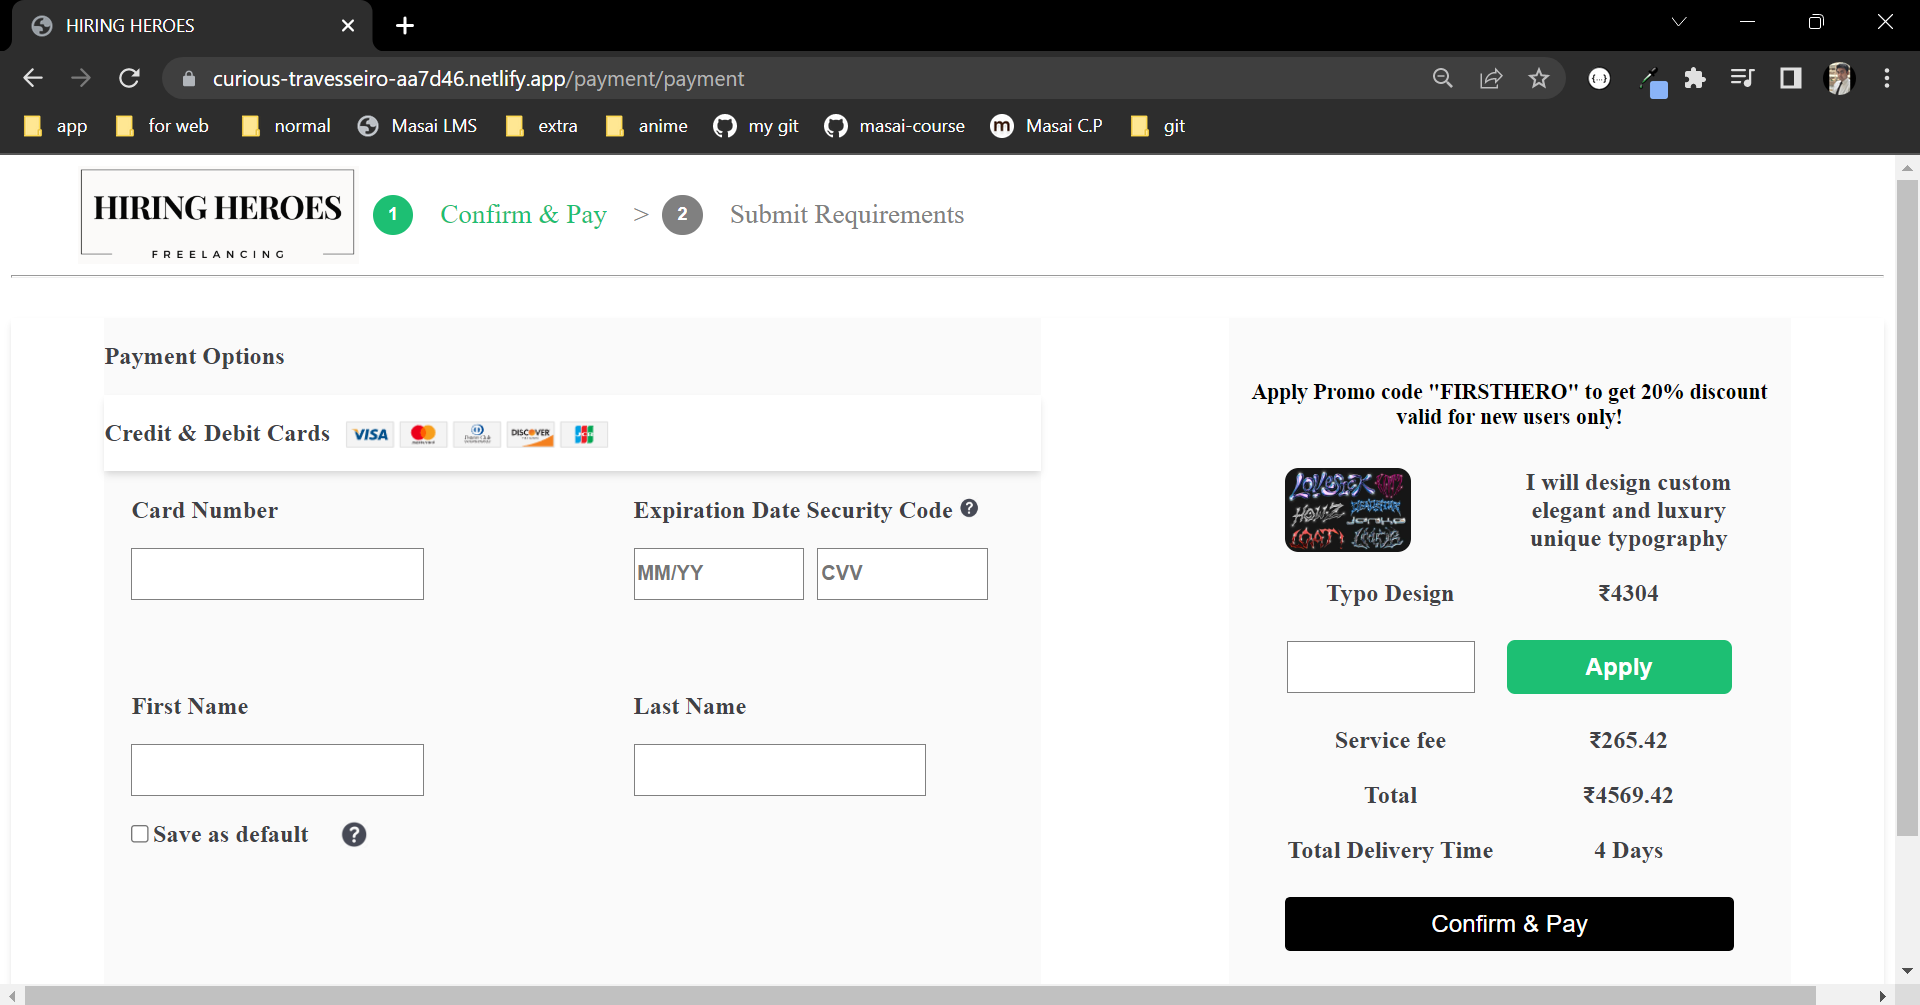 HIRING HEROES
curious-travesseiro-aa7d46.netlify.app/payment/payment
app for web normal Masai LMS extra anime my git masai-course m Masai C.P git
HIRING HEROES
FREELANCING
1 Confirm & Pay > 2 Submit Requirements
Payment Options
Credit & Debit Cards VISA DISCOVER JCB
Card Number
Expiration Date Security Code ?
MM/YY CVV
First Name
Last Name
Save as default ?
Apply Promo code "FIRSTHERO" to get 20% discount
valid for new users only!
LOVESICK
I will design custom
elegant and luxury
unique typography
Typo Design ₹4304
Apply
Service fee ₹265.42
Total ₹4569.42
Total Delivery Time 4 Days
Confirm & Pay